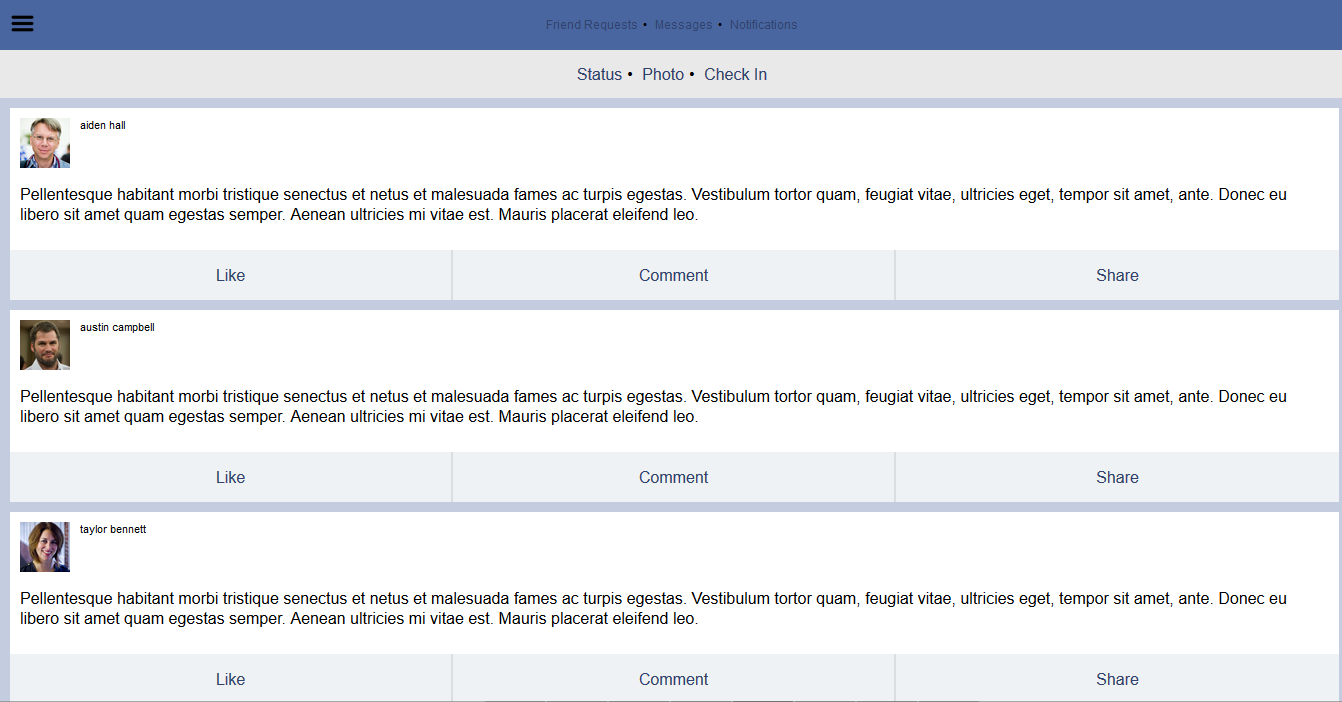 Friend Requests • Messages • Notifications
Status • Photo • Check In
aiden hall
Pellentesque habitant morbi tristique senectus et netus et malesuada fames ac turpis egestas. Vestibulum tortor quam, feugiat vitae, ultricies eget, tempor sit amet, ante. Donec eu
libero sit amet quam egestas semper. Aenean ultricies mi vitae est. Mauris placerat eleifend leo.
Like Comment Share
austin campbell
Pellentesque habitant morbi tristique senectus et netus et malesuada fames ac turpis egestas. Vestibulum tortor quam, feugiat vitae, ultricies eget, tempor sit amet, ante. Donec eu
libero sit amet quam egestas semper. Aenean ultricies mi vitae est. Mauris placerat eleifend leo.
Like Comment Share
taylor bennett
Pellentesque habitant morbi tristique senectus et netus et malesuada fames ac turpis egestas. Vestibulum tortor quam, feugiat vitae, ultricies eget, tempor sit amet, ante. Donec eu
libero sit amet quam egestas semper. Aenean ultricies mi vitae est. Mauris placerat eleifend leo.
Like Comment Share